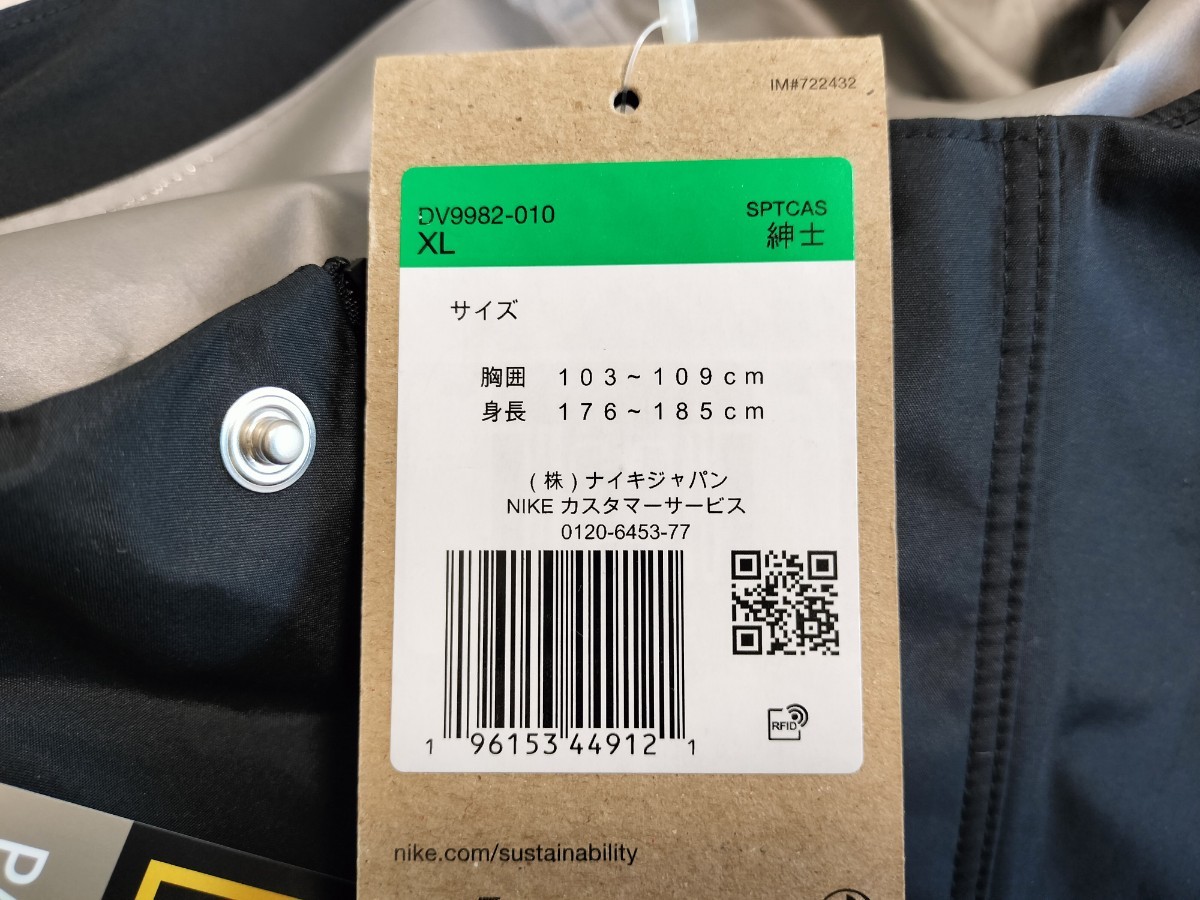 IM#722432
DV9982-010
XL
SPTCAS
紳士
サイズ
胸囲 103~109cm
身長 176~185cm
(株)ナイキジャパン
NIKE カスタマーサービス
0120-6453-77
1 96153 44912 1
RFID
nike.com/sustainability